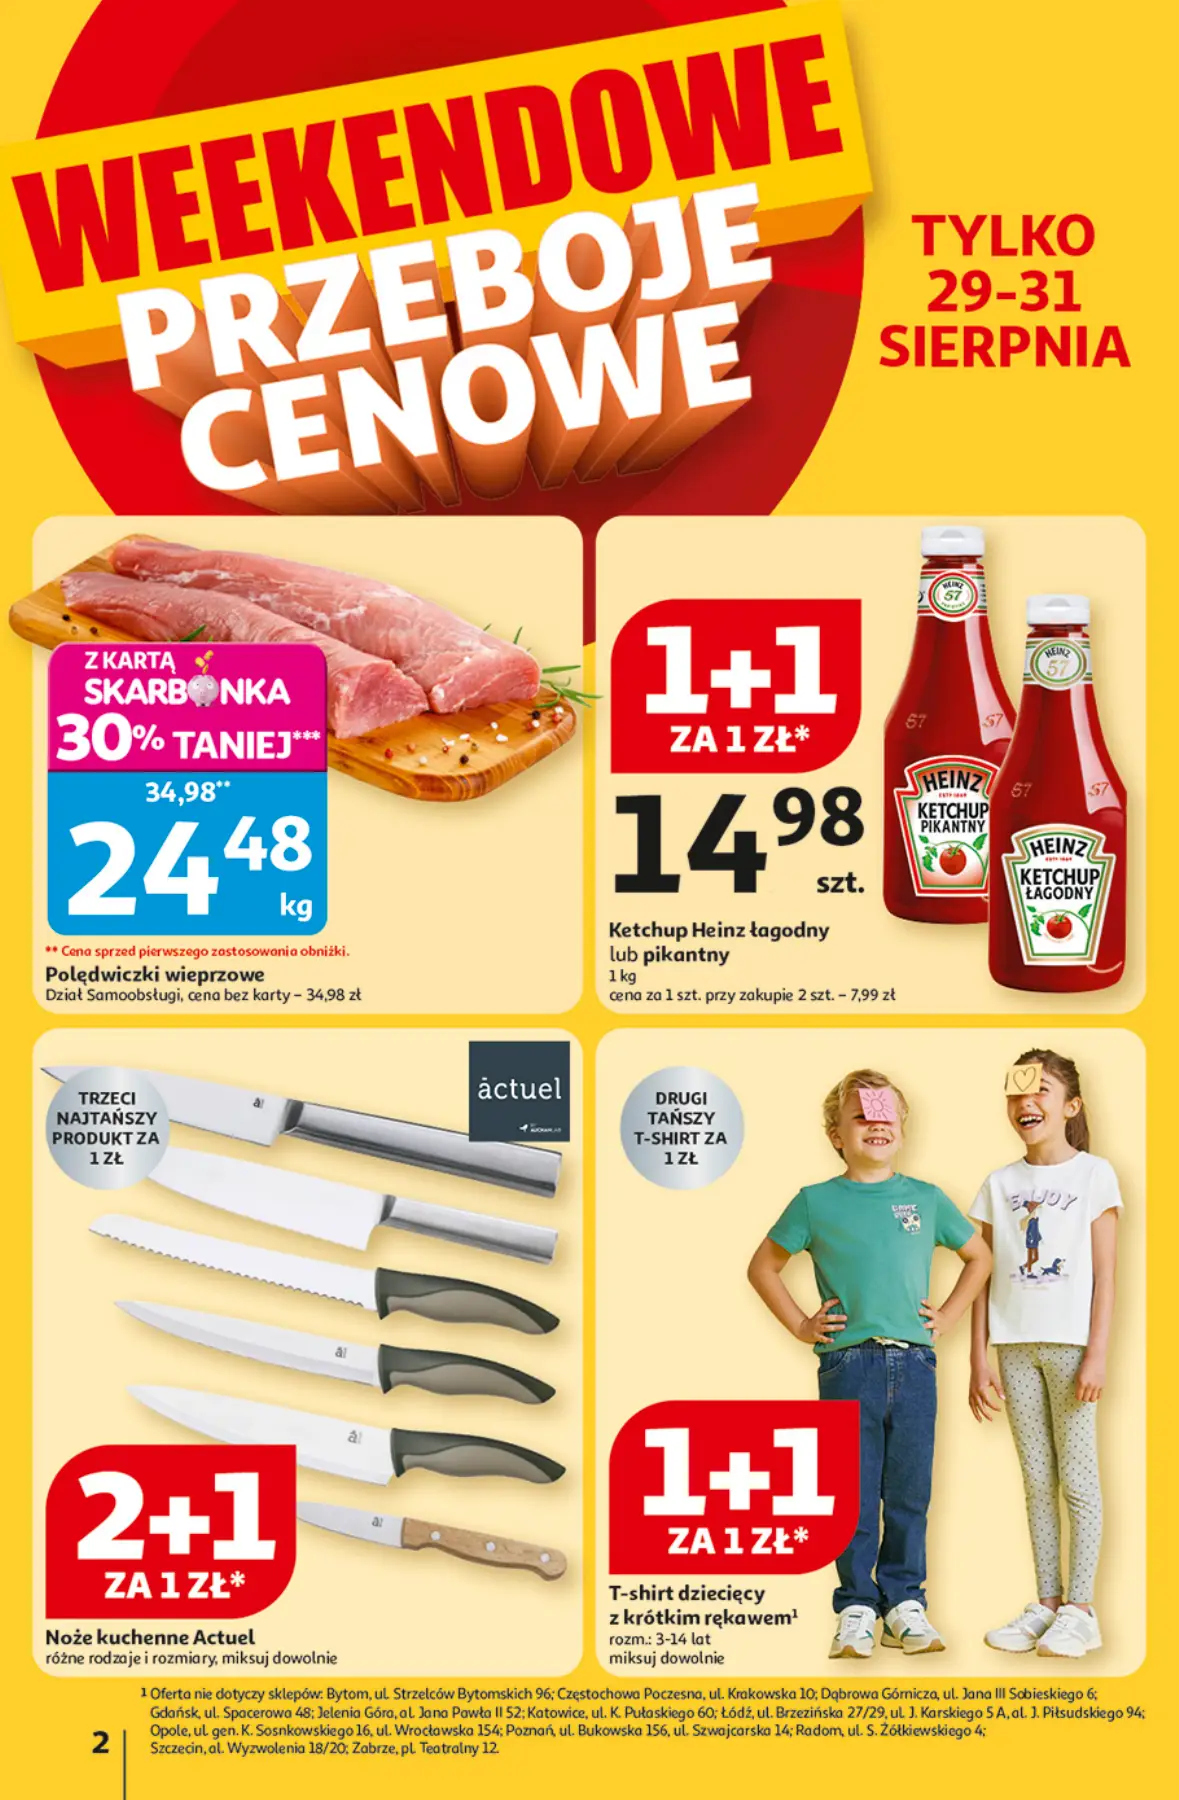 WEEKENDOWE
PRZEBOJE
CENOWE
TYLKO
29-31
SIERPNIA
Z KARTĄ
SKARBONKA
30% TANIEJ***
34,98**
24 48
kg
** Cena sprzed pierwszego zastosowania obniżki.
Polędwiczki wieprzowe
Dział Samoobsługi, cena bez karty – 34,98 zł
1+1
ZA 1 ZŁ*
14 98
szt.
Ketchup Heinz łagodny
lub pikantny
1 kg
cena za 1 szt. przy zakupie 2 szt. – 7,99 zł
HEINZ
57
57 57
HEINZ
KETCHUP
PIKANTNY
HEINZ
57
67 57
HEINZ
KETCHUP
ŁAGODNY
TRZECI
NAJTAŃSZY
PRODUKT ZA
1 ZŁ
actuel
2+1
ZA 1 ZŁ*
Noże kuchenne Actuel
różne rodzaje i rozmiary, miksuj dowolnie
DRUGI
TAŃSZY
T-SHIRT ZA
1 ZŁ
ENJOY
1+1
ZA 1 ZŁ*
T-shirt dziecięcy
z krótkim rękawem¹
rozm.: 3-14 lat
miksuj dowolnie
¹ Oferta nie dotyczy sklepów: Bytom, ul. Strzelców Bytomskich 96; Częstochowa Poczesna, ul. Krakowska 10; Dąbrowa Górnicza, ul. Jana III Sobieskiego 6;
Gdańsk, ul. Spacerowa 48; Jelenia Góra, al. Jana Pawła II 52; Katowice, ul. K. Pułaskiego 60; Łódź, ul. Brzezińska 27/29, ul. J. Karskiego 5 A, al. J. Piłsudskiego 94;
Opole, ul. gen. K. Sosnkowskiego 16, ul. Wrocławska 154; Poznań, ul. Bukowska 156, ul. Szwajcarska 14; Radom, ul. S. Żółkiewskiego 4;
Szczecin, al. Wyzwolenia 18/20; Zabrze, pl. Teatralny 12.
2